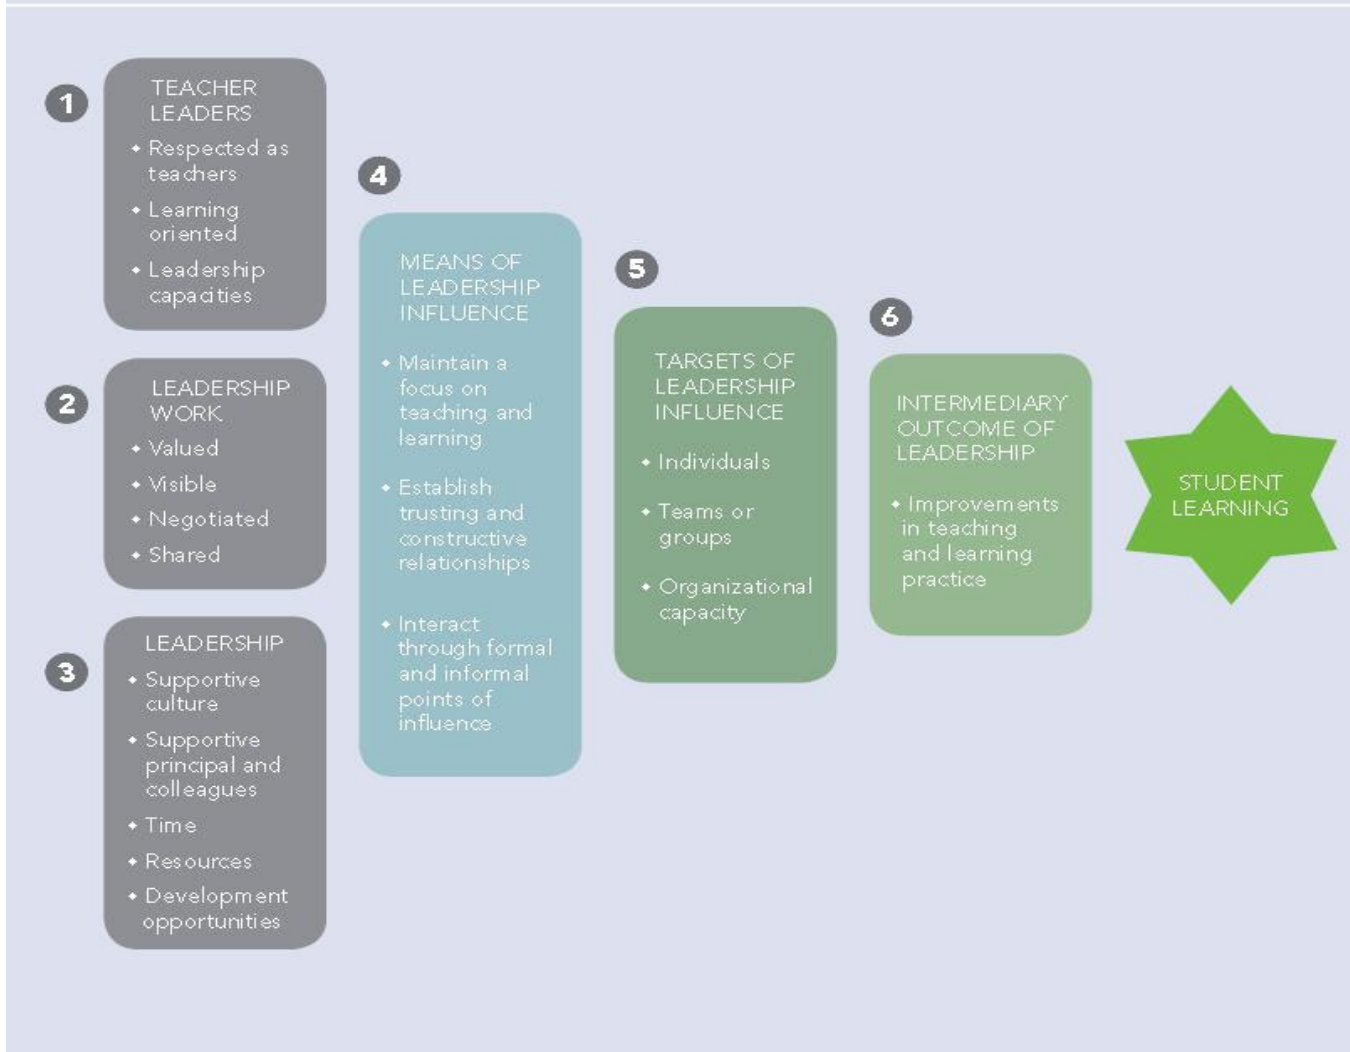 1
TEACHER
LEADERS
• Respected as
teachers
• Learning
oriented
• Leadership
capacities
2
LEADERSHIP
WORK
• Valued
• Visible
• Negotiated
• Shared
3
LEADERSHIP
• Supportive
culture
• Supportive
principal and
colleagues
• Time
• Resources
• Development
opportunities
4
MEANS OF
LEADERSHIP
INFLUENCE
• Maintain a
focus on
teaching and
learning
• Establish
trusting and
constructive
relationships
• Interact
through formal
and informal
points of
influence
5
TARGETS OF
LEADERSHIP
INFLUENCE
• Individuals
• Teams or
groups
• Organizational
capacity
6
INTERMEDIARY
OUTCOME OF
LEADERSHIP
• Improvements
in teaching
and learning
practice
STUDENT
LEARNING